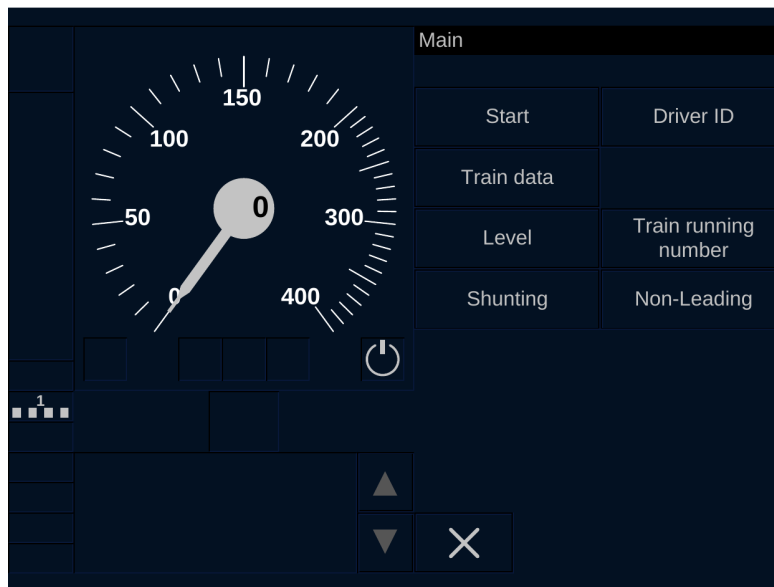 Main
150
100
200
50
0
300
0
400
1
Start
Driver ID
Train data
Level
Train running
number
Shunting
Non-Leading